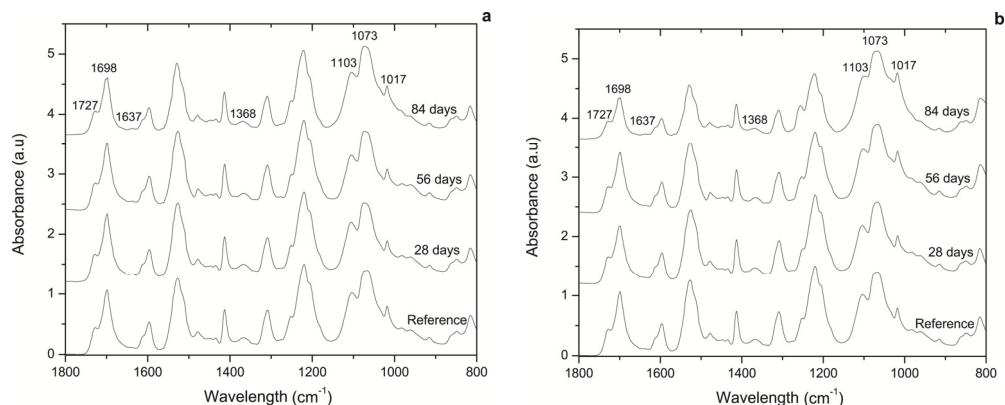 a
1073
1698
1103
1017
1727
1637
1368
84 days
56 days
28 days
Reference
5
4
3
2
1
0
Absorbance (a.u)
1800 1600 1400 1200 1000 800
Wavelength (cm⁻¹)
b
1073
1103
1017
1698
1727
1637
1368
84 days
56 days
28 days
Reference
5
4
3
2
1
0
Absorbance (a.u)
1800 1600 1400 1200 1000 800
Wavelength (cm⁻¹)